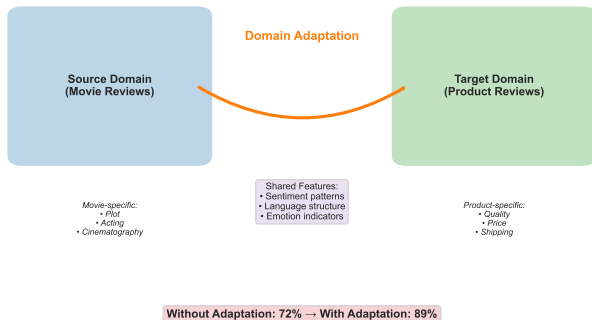 Domain Adaptation
Source Domain
(Movie Reviews)
Target Domain
(Product Reviews)
Shared Features:
• Sentiment patterns
• Language structure
• Emotion indicators
Movie-specific:
• Plot
• Acting
• Cinematography
Product-specific:
• Quality
• Price
• Shipping
Without Adaptation: 72% → With Adaptation: 89%